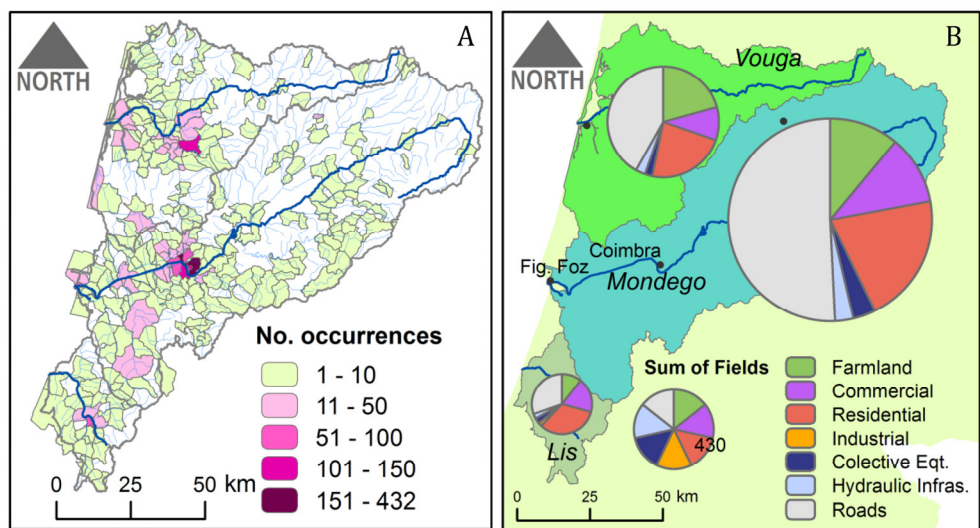 A
NORTH
No. occurrences
1 - 10
11 - 50
51 - 100
101 - 150
151 - 432
0 25 50 km
B
NORTH
Vouga
Coimbra
Fig. Foz
Mondego
Lis
Sum of Fields
430
Farmland
Commercial
Residential
Industrial
Colective Eqt.
Hydraulic Infras.
Roads
0 25 50 km